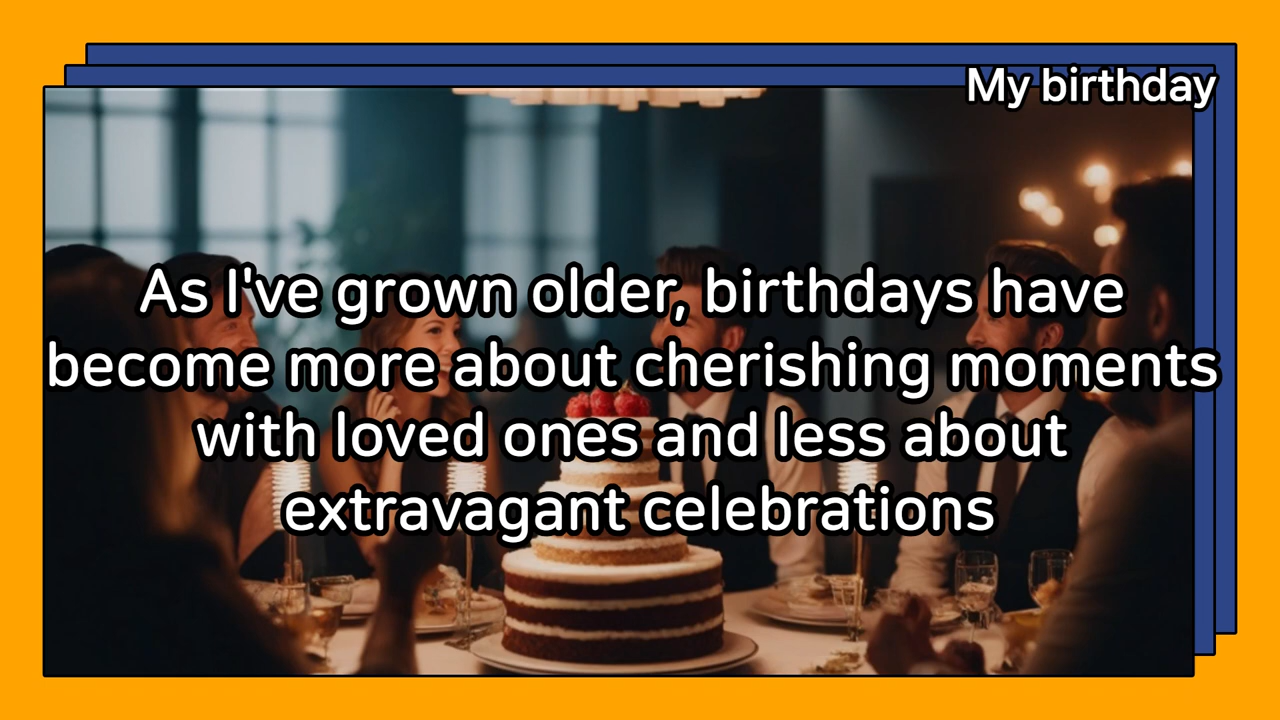 My birthday
As I've grown older, birthdays have
become more about cherishing moments
with loved ones and less about
extravagant celebrations